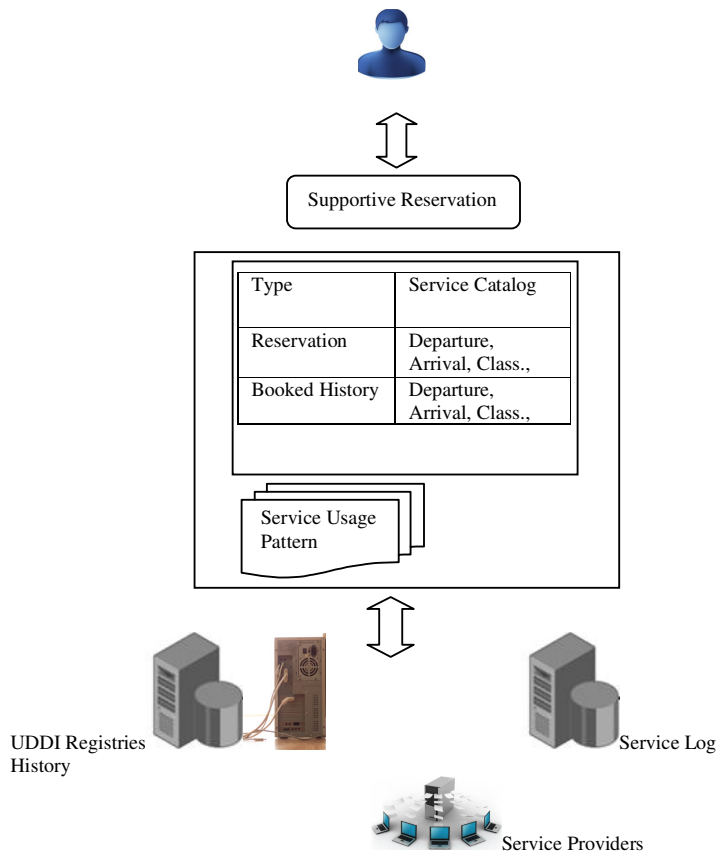 Supportive Reservation
Type
Service Catalog
Reservation
Departure,
Arrival, Class.,
Booked History
Departure,
Arrival, Class.,
Service Usage
Pattern
UDDI Registries
History
Service Log
Service Providers